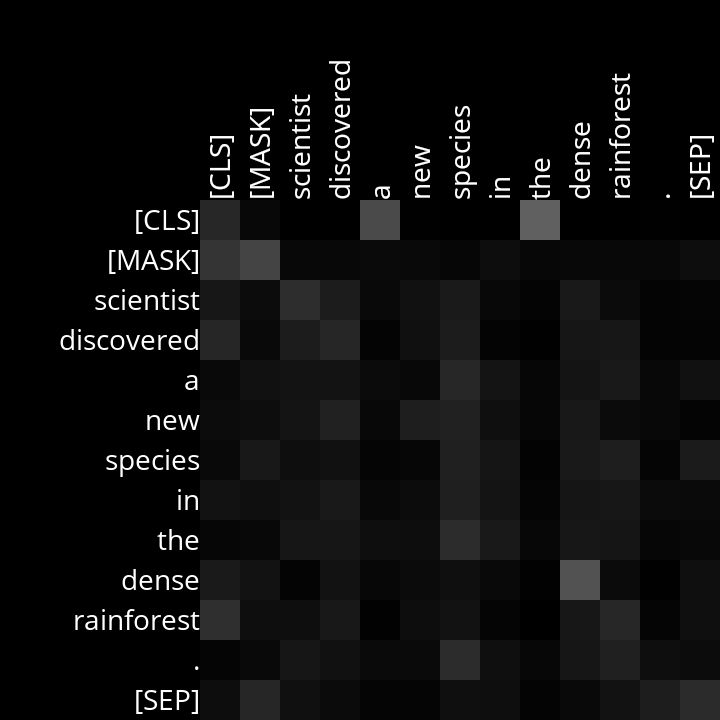 [CLS] [MASK] scientist discovered a new species in the dense rainforest . [SEP]
[CLS]
[MASK]
scientist
discovered
a
new
species
in
the
dense
rainforest
.
[SEP]